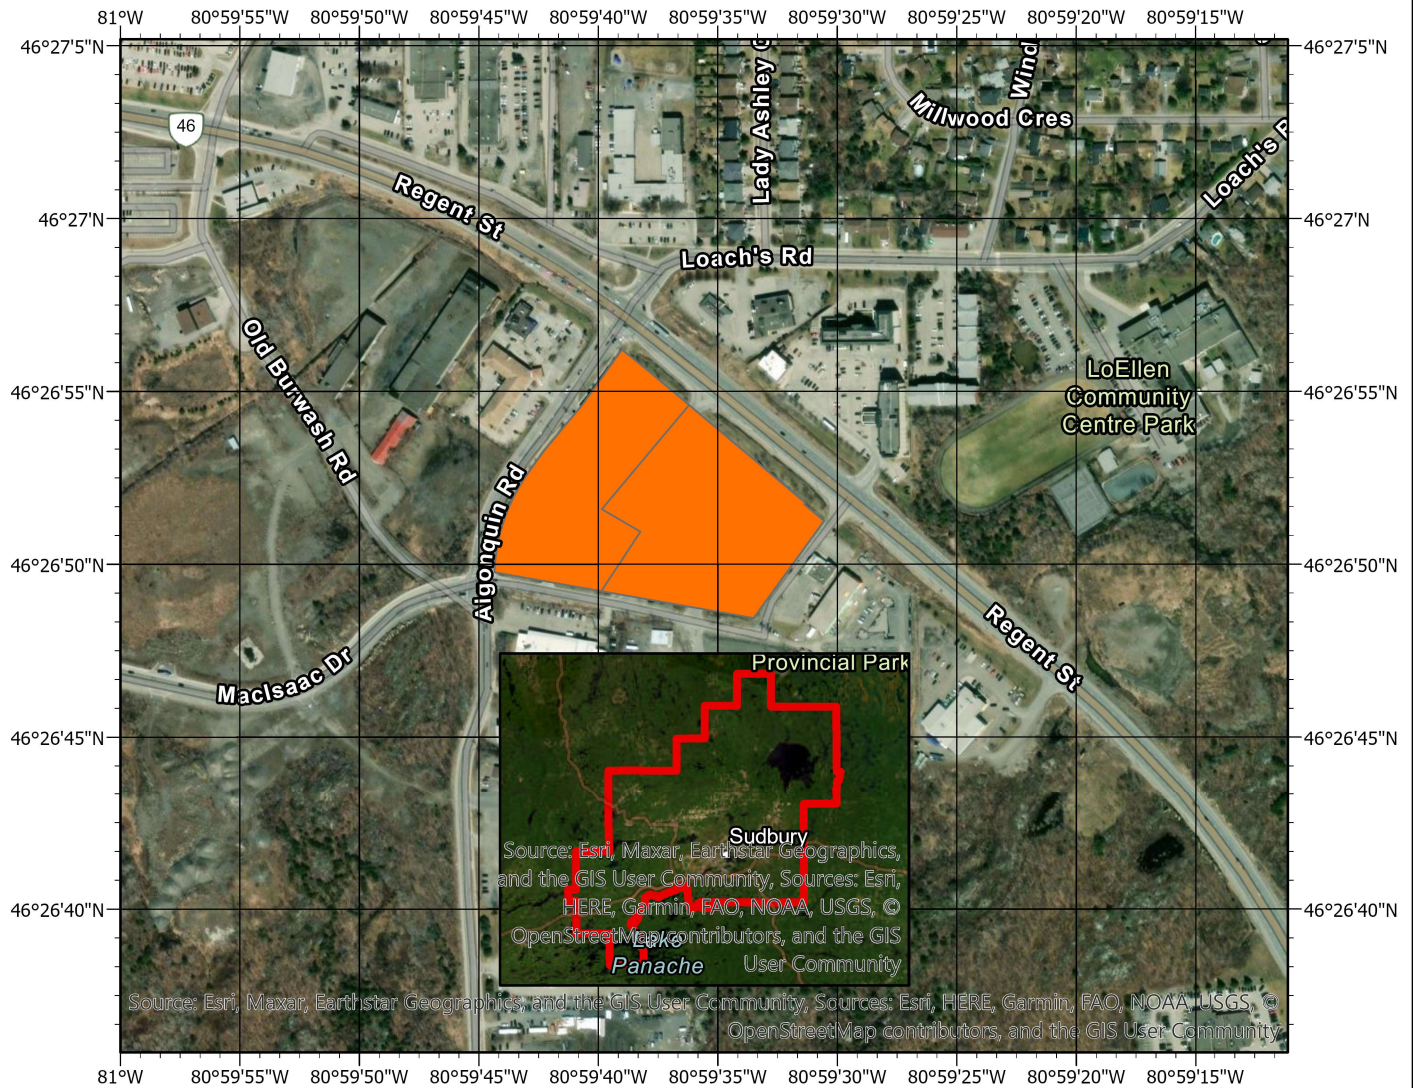 81°W 80°59'55"W 80°59'50"W 80°59'45"W 80°59'40"W 80°59'35"W 80°59'30"W 80°59'25"W 80°59'20"W 80°59'15"W
46°27'5"N 46°27'5"N
Lady Ashley
Wind
Millwood Cres
46
Loach's
Regent St
46°27'N 46°27'N
Loach's Rd
Old Burwash Rd
LoEllen
Community
Centre Park
46°26'55"N 46°26'55"N
Algonquin Rd
46°26'50"N 46°26'50"N
Regent St
MacIsaac Dr
Provincial Park
46°26'45"N 46°26'45"N
Sudbury
Source: Esri, Maxar, Earthstar Geographics,
and the GIS User Community, Sources: Esri,
HERE, Garmin, FAO, NOAA, USGS, ©
OpenStreetMap contributors, and the GIS
User Community
Lake
Panache
46°26'40"N 46°26'40"N
Source: Esri, Maxar, Earthstar Geographics, and the GIS User Community, Sources: Esri, HERE, Garmin, FAO, NOAA, USGS, ©
OpenStreetMap contributors, and the GIS User Community
81°W 80°59'55"W 80°59'50"W 80°59'45"W 80°59'40"W 80°59'35"W 80°59'30"W 80°59'25"W 80°59'20"W 80°59'15"W